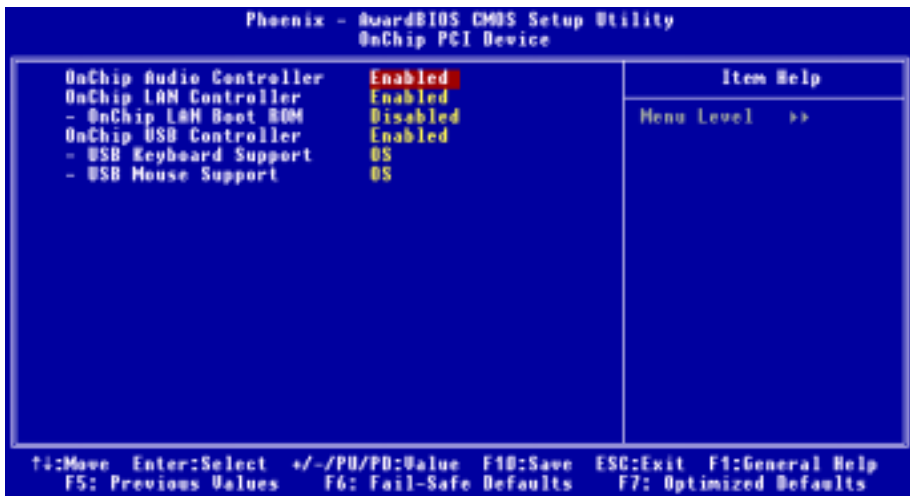 Phoenix - AwardBIOS CMOS Setup Utility
OnChip PCI Device
OnChip Audio Controller Enabled
OnChip LAN Controller Enabled
- OnChip LAN Boot ROM Disabled
OnChip USB Controller Enabled
- USB Keyboard Support OS
- USB Mouse Support OS
Item Help
Menu Level ▸▸
↑↓:Move Enter:Select +/-/PU/PD:Value F10:Save ESC:Exit F1:General Help
F5: Previous Values F6: Fail-Safe Defaults F7: Optimized Defaults